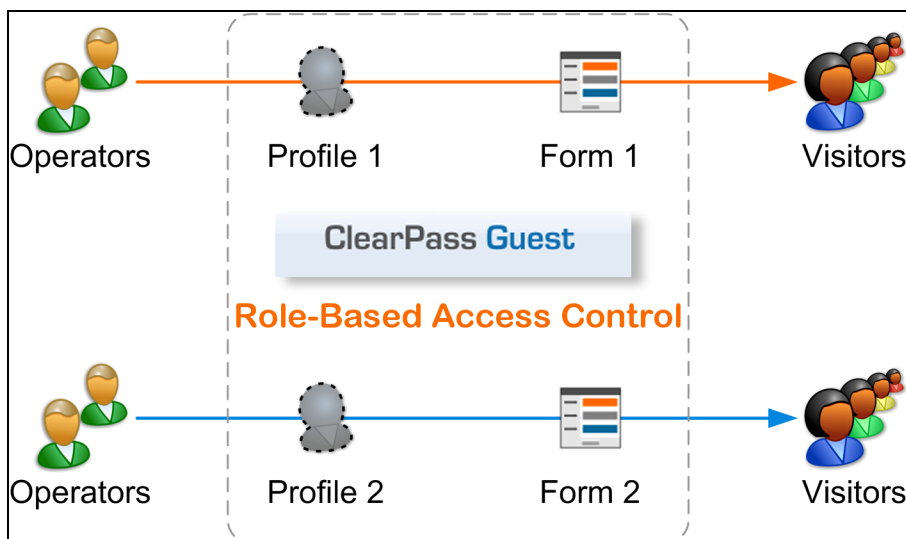 Operators
Profile 1
Form 1
Visitors
ClearPass Guest
Role-Based Access Control
Operators
Profile 2
Form 2
Visitors